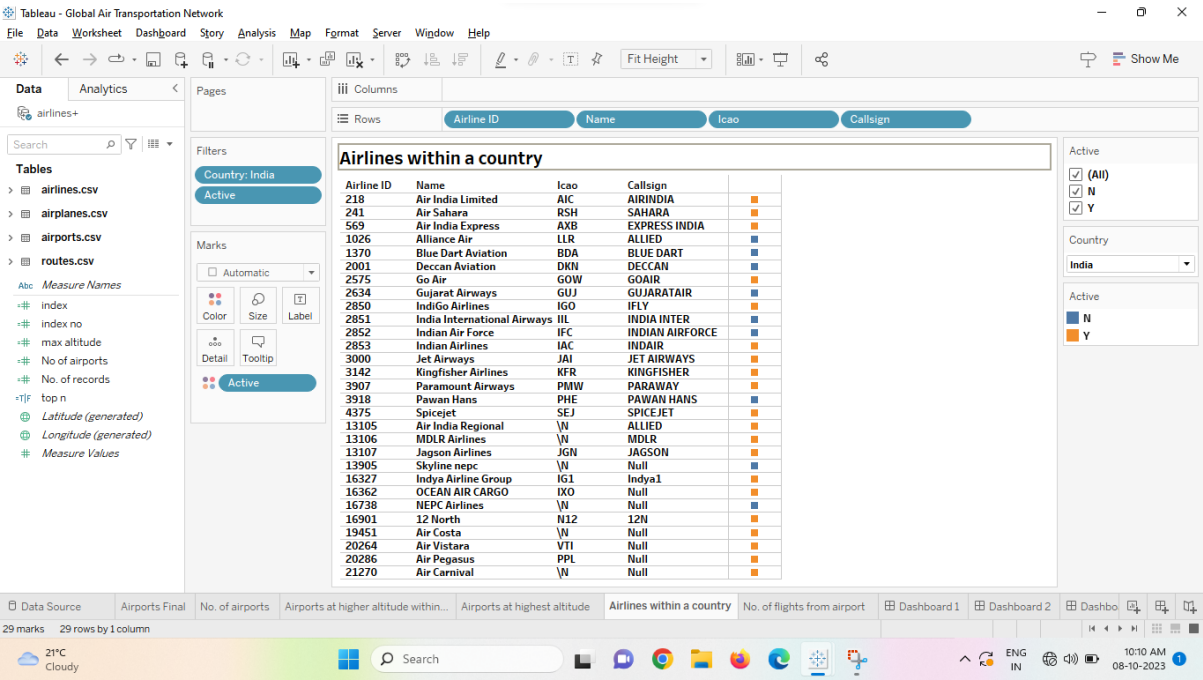 Tableau - Global Air Transportation Network
File Data Worksheet Dashboard Story Analysis Map Format Server Window Help
Fit Height
Show Me
Data Analytics
airlines+
Search
Tables
airlines.csv
airplanes.csv
airports.csv
routes.csv
Abc Measure Names
index
index no
max altitude
No of airports
No. of records
top n
Latitude (generated)
Longitude (generated)
Measure Values
Pages
Filters
Country: India
Active
Marks
Automatic
Color Size Label
Detail Tooltip
Active
Columns
Rows Airline ID Name Icao Callsign
Airlines within a country
Airline ID Name Icao Callsign
218 Air India Limited AIC AIRINDIA
241 Air Sahara RSH SAHARA
569 Air India Express AXB EXPRESS INDIA
1026 Alliance Air LLR ALLIED
1370 Blue Dart Aviation BDA BLUE DART
2001 Deccan Aviation DKN DECCAN
2575 Go Air GOW GOAIR
2634 Gujarat Airways GUJ GUJARATAIR
2850 IndiGo Airlines IGO IFLY
2851 India International Airways IIL INDIA INTER
2852 Indian Air Force IFC INDIAN AIRFORCE
2853 Indian Airlines IAC INDAIR
3000 Jet Airways JAI JET AIRWAYS
3142 Kingfisher Airlines KFR KINGFISHER
3907 Paramount Airways PMW PARAWAY
3918 Pawan Hans PHE PAWAN HANS
4375 Spicejet SEJ SPICEJET
13105 Air India Regional \N ALLIED
13106 MDLR Airlines \N MDLR
13107 Jagson Airlines JGN JAGSON
13905 Skyline nepc \N Null
16327 Indya Airline Group IG1 Indya1
16362 OCEAN AIR CARGO IXO Null
16738 NEPC Airlines \N Null
16901 12 North N12 12N
19451 Air Costa \N Null
20264 Air Vistara VTI Null
20286 Air Pegasus PPL Null
21270 Air Carnival \N Null
Active
(All)
N
Y
Country
India
Active
N
Y
Data Source Airports Final No. of airports Airports at higher altitude within... Airports at highest altitude Airlines within a country No. of flights from airport Dashboard 1 Dashboard 2 Dashbo
29 marks 29 rows by 1 column
21°C
Cloudy
Search
ENG
IN
10:10 AM
08-10-2023
1